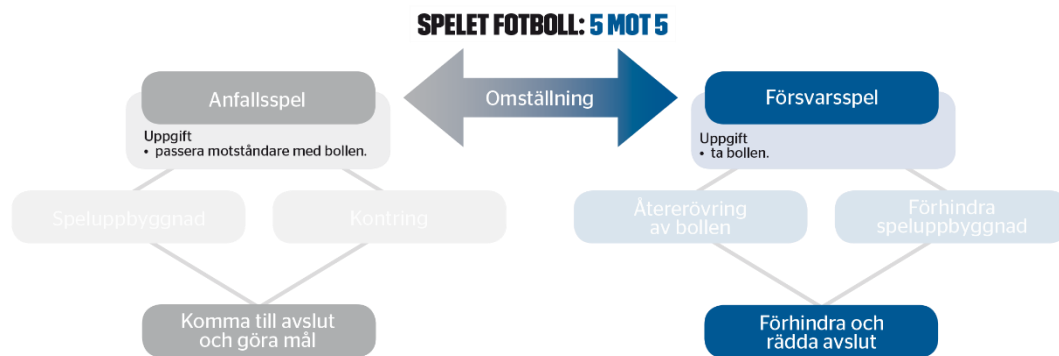 SPELET FOTBOLL: 5 MOT 5
Anfallsspel
Omställning
Försvarsspel
Uppgift
• passera motståndare med bollen.
Uppgift
• ta bollen.
Speluppbyggnad
Kontring
Återerövring
av bollen
Förhindra
speluppbyggnad
Komma till avslut
och göra mål
Förhindra och
rädda avslut